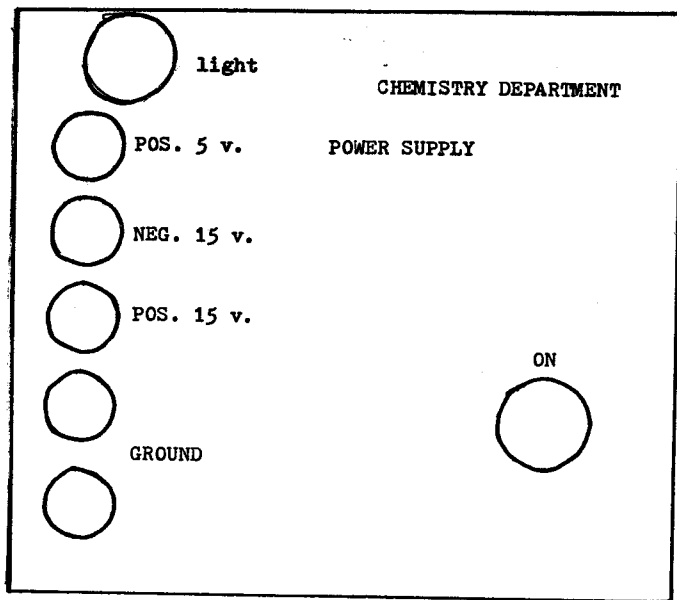 light
CHEMISTRY DEPARTMENT
POS. 5 v.
POWER SUPPLY
NEG. 15 v.
POS. 15 v.
ON
GROUND